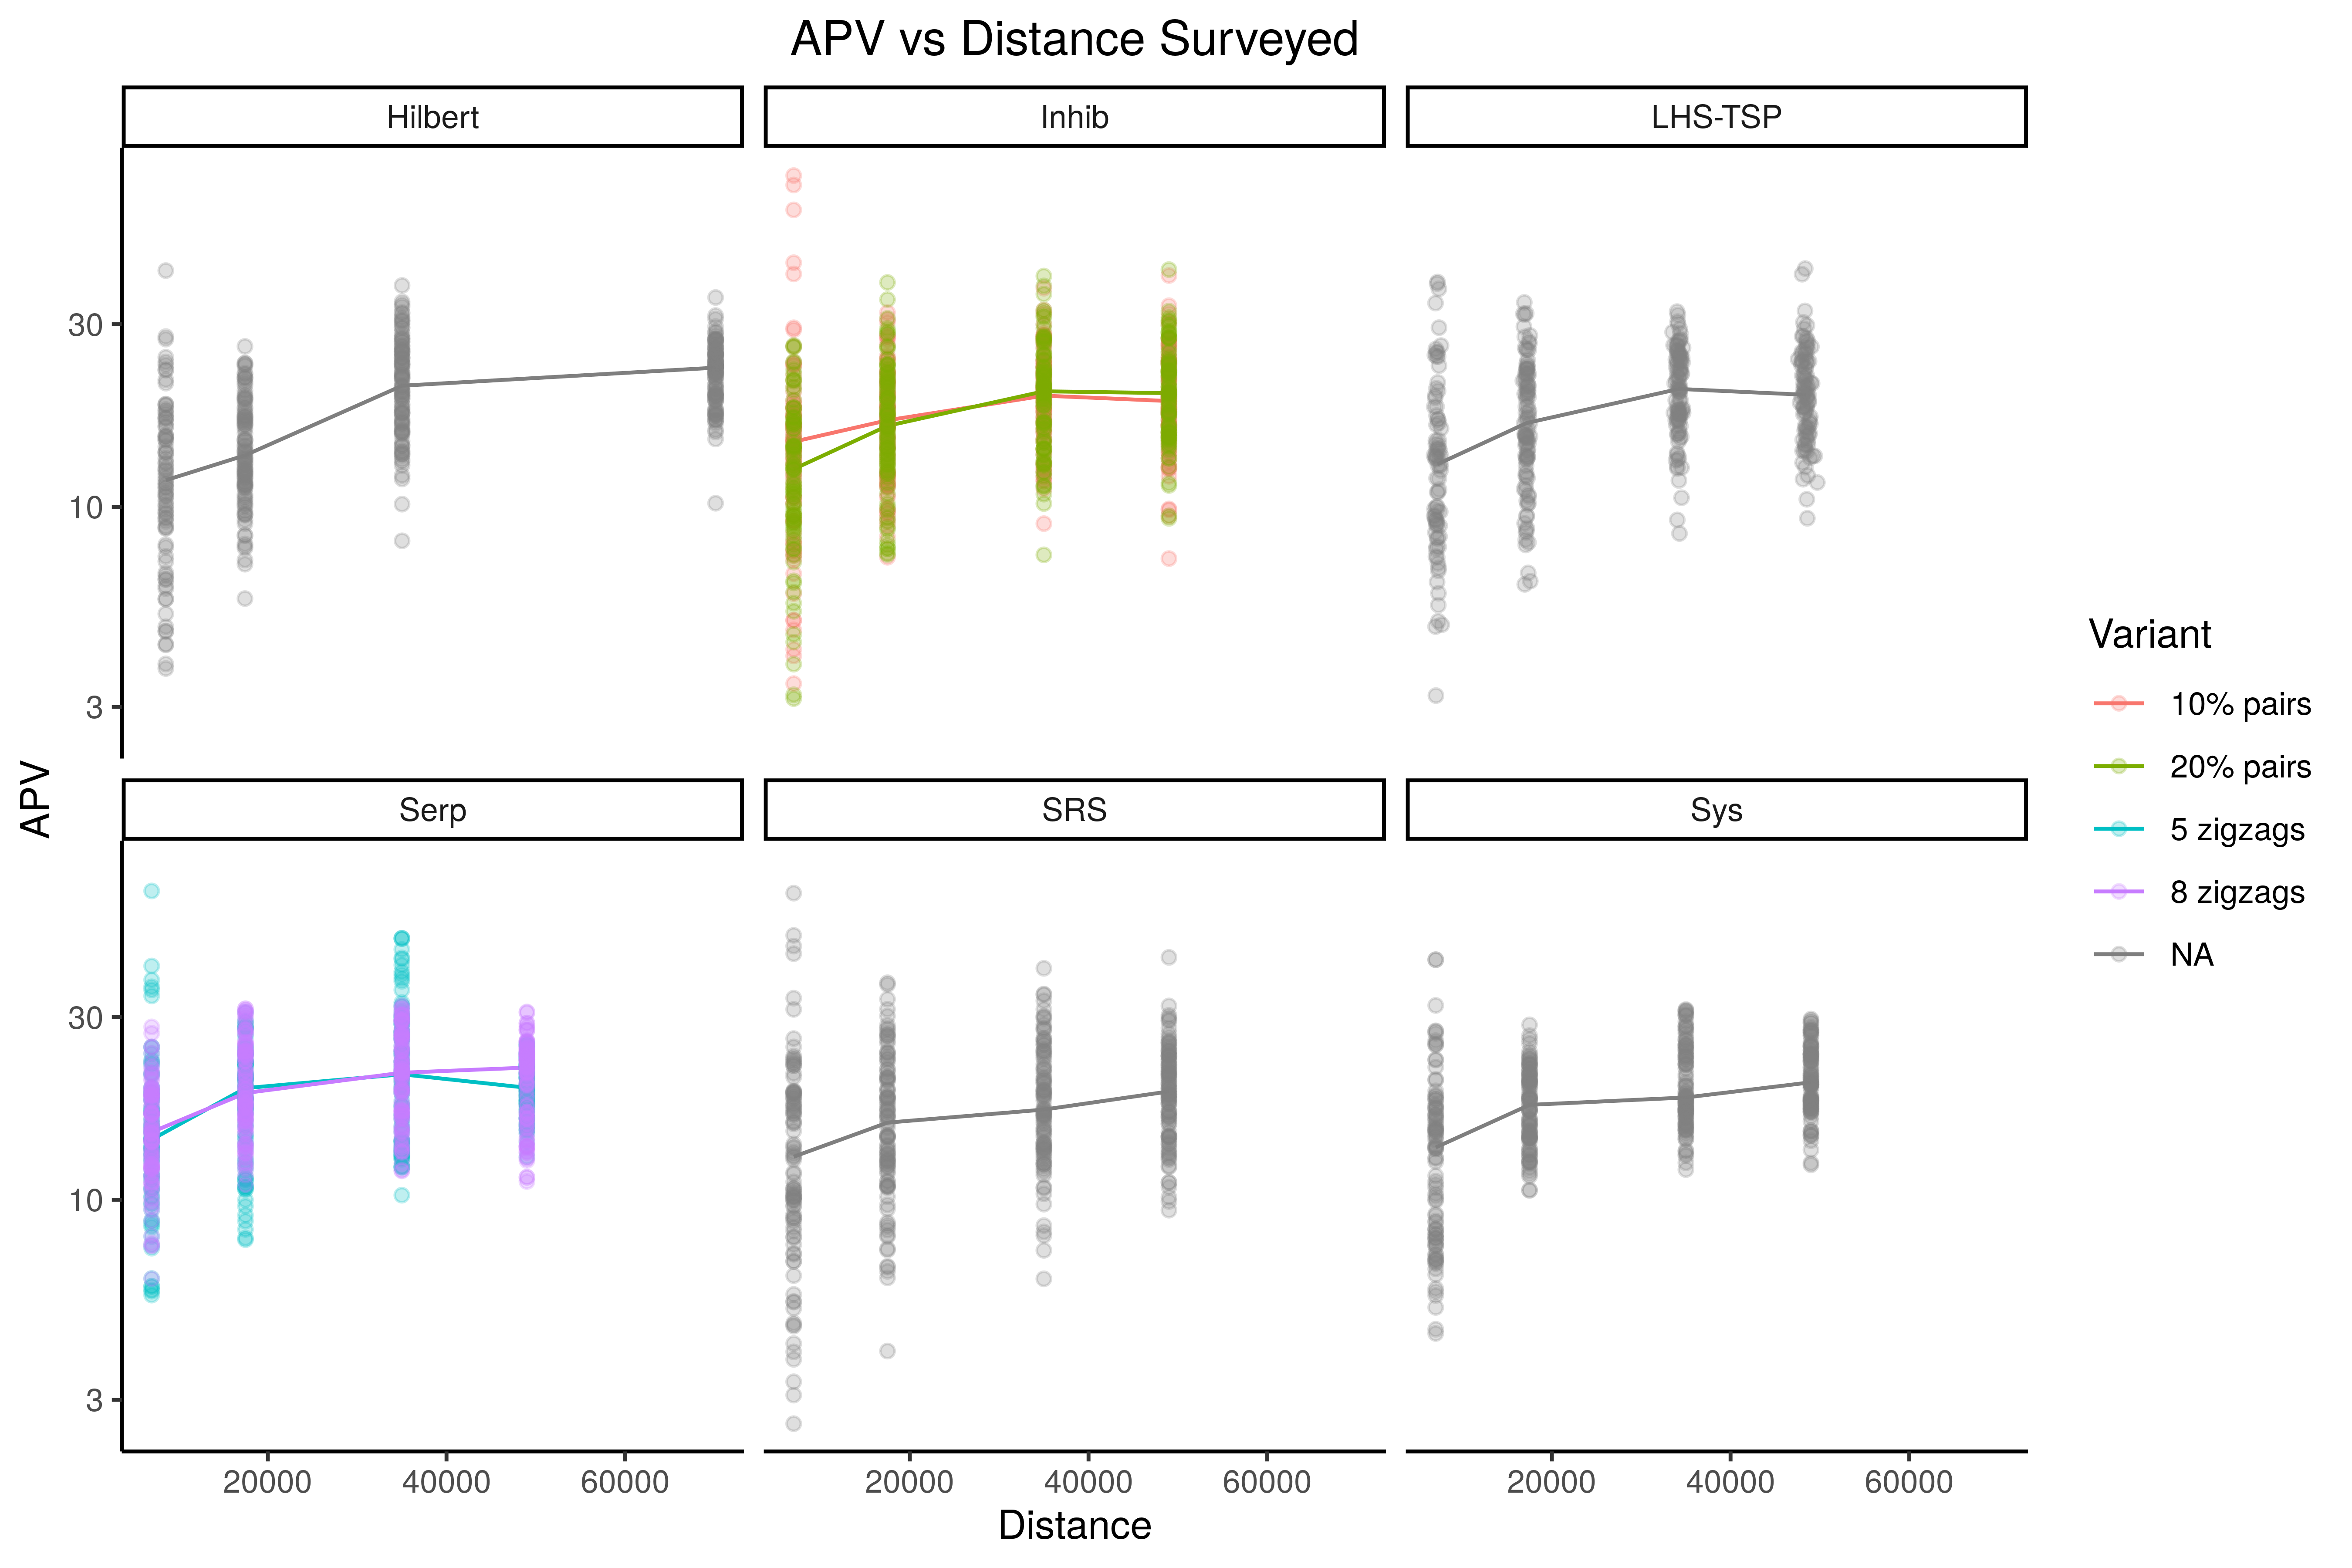 APV vs Distance Surveyed
Hilbert
Inhib
LHS-TSP
30
10
3
Serp
SRS
Sys
30
10
3
APV
20000 40000 60000
20000 40000 60000
20000 40000 60000
Distance
Variant
10% pairs
20% pairs
5 zigzags
8 zigzags
NA